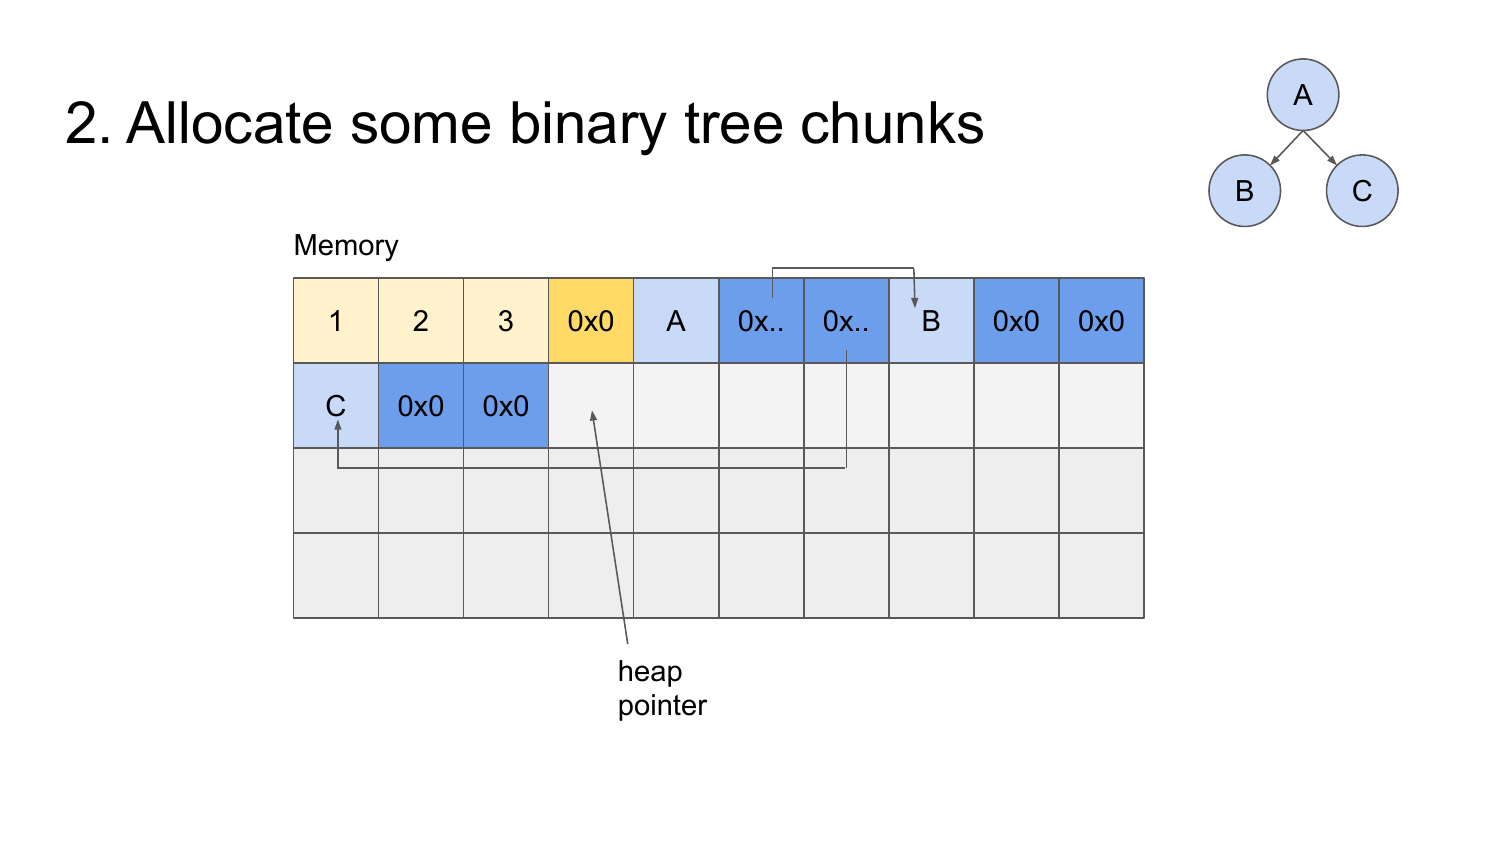 2. Allocate some binary tree chunks
A
B C
Memory
1 2 3 0x0 A 0x.. 0x.. B 0x0 0x0
C 0x0 0x0
heap
pointer